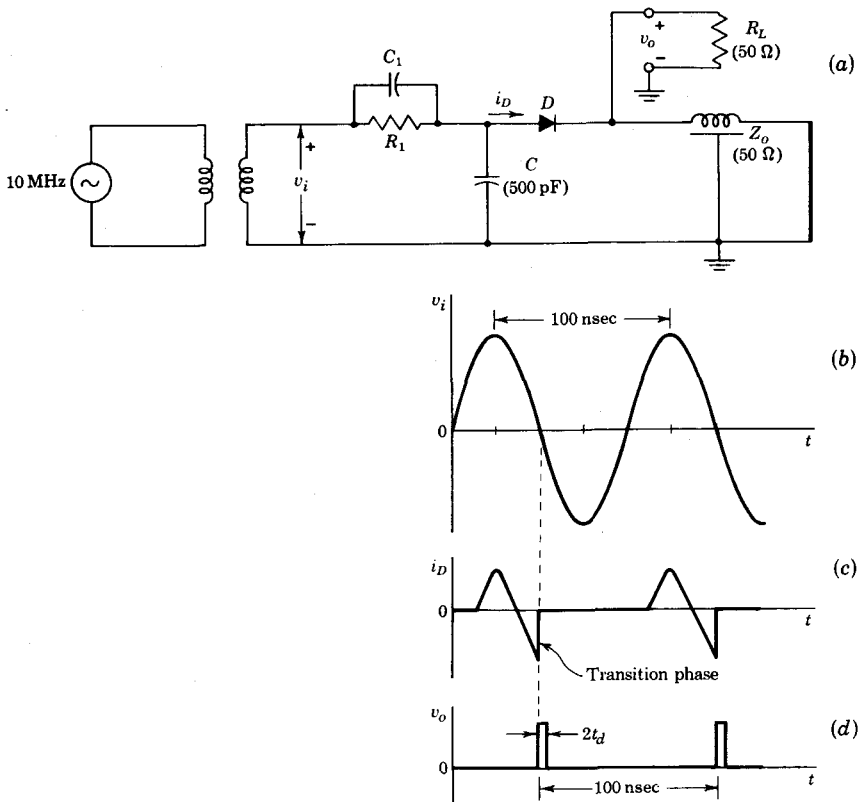 +
v_o
−
R_L
(50 Ω)
(a)
C_1
R_1
i_D
D
10 MHz
+
v_i
−
C
(500 pF)
Z_o
(50 Ω)
v_i
100 nsec
(b)
0
t
i_D
(c)
0
t
Transition phase
v_o
(d)
2t_d
0
t
100 nsec